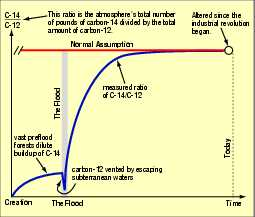 C-14
C-12
This ratio is the atmosphere's total number
of pounds of carbon-14 divided by the total
amount of carbon-12.
Altered since the
industrial revolution
began.
Normal Assumption
The Flood
measured ratio
of C-14/C-12
vast preflood
forests dilute
buildup of C-14
carbon-12 vented by escaping
subterranean waters
Today
Creation
The Flood
Time